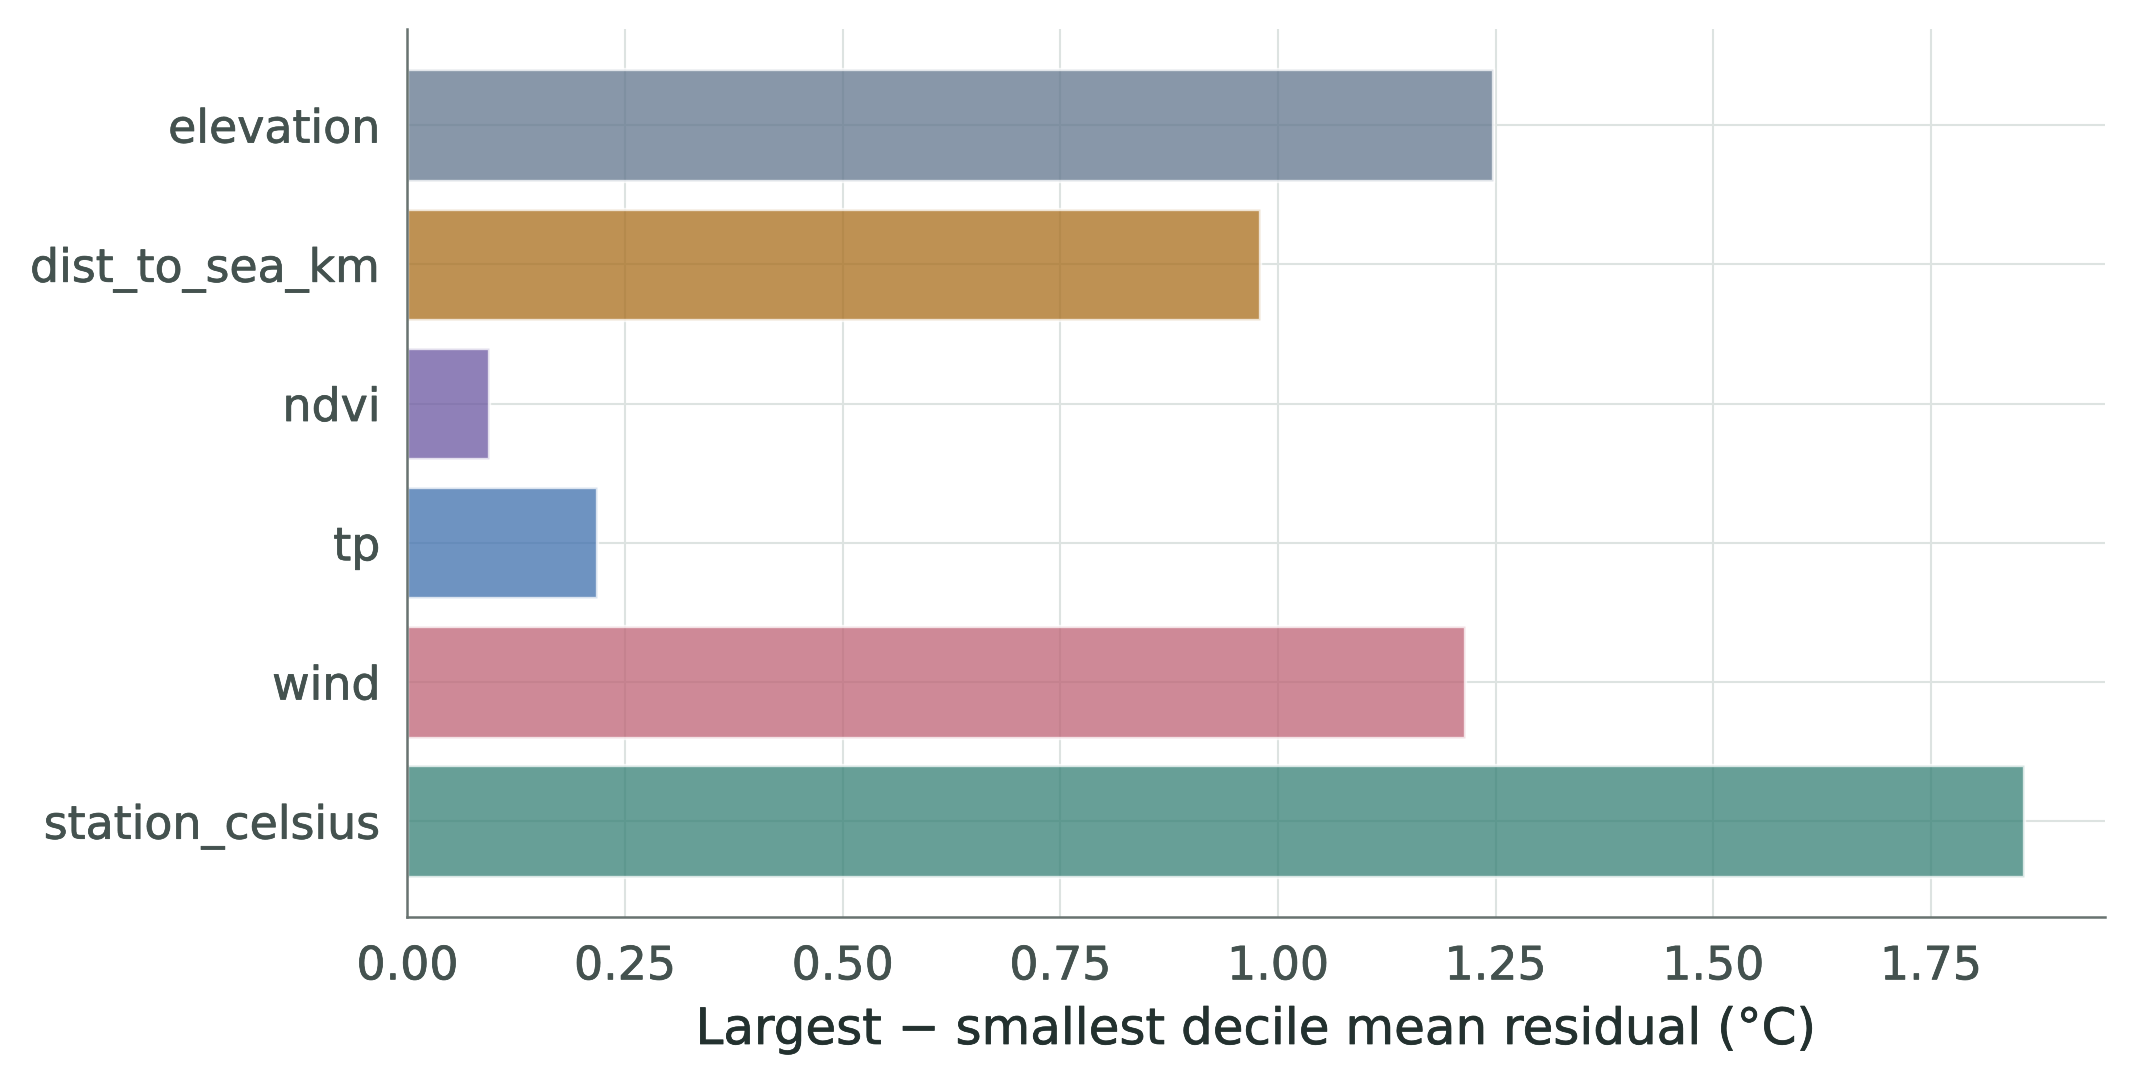 elevation
dist_to_sea_km
ndvi
tp
wind
station_celsius
0.00 0.25 0.50 0.75 1.00 1.25 1.50 1.75
Largest − smallest decile mean residual (°C)